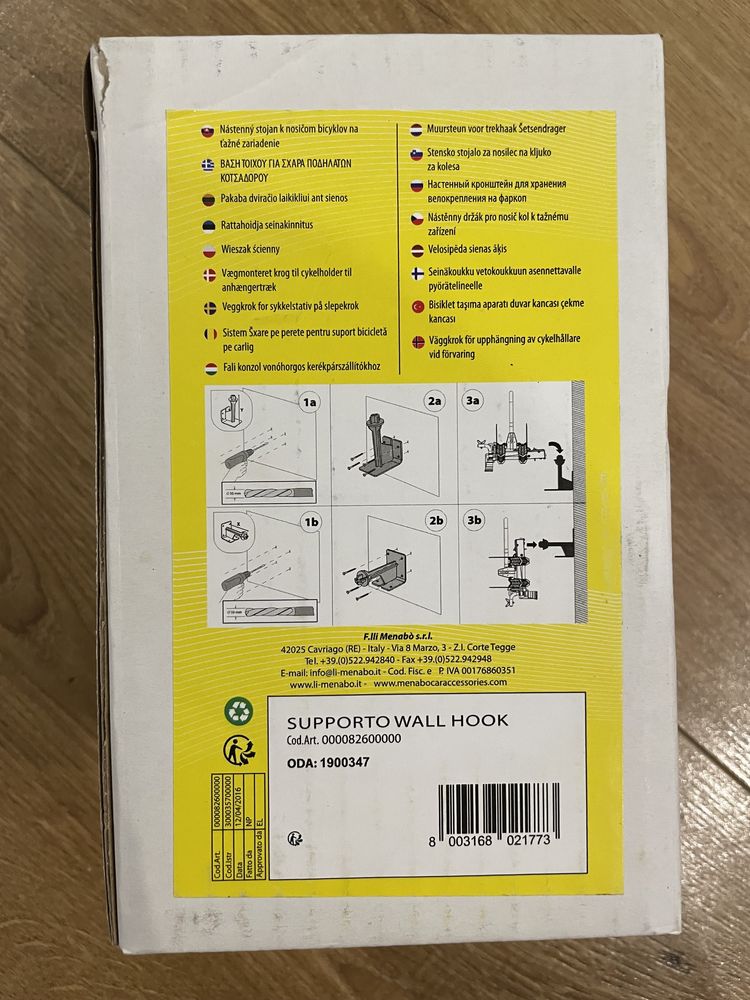 Nástenný stojan k nosičom bicyklov na
ťažné zariadenie
ΒΑΣΗ ΤΟΙΧΟΥ ΓΙΑ ΣΧΑΡΑ ΠΟΔΗΛΑΤΩΝ
ΚΟΤΣΑΔΟΡΟΥ
Pakaba dviračio laikikliui ant sienos
Rattahoidja seinakinnitus
Wieszak ścienny
Vægmonteret krog til cykelholder til
anhængertræk
Veggkrok for sykkelstativ på slepekrok
Sistem Șxare pe perete pentru suport bicicletă
pe carlig
Fali konzol vonóhorgos kerékpárszállítókhoz
Muursteun voor trekhaak Šetsendrager
Stensko stojalo za nosilec na kljuko
za kolesa
Настенный кронштейн для хранения
велокрепления на фаркоп
Nástěnny držák pro nosič kol k tažnému
zařízení
Velosipēda sienas āķis
Seinäkoukku vetokoukkuun asennettavalle
pyörätelineelle
Bisiklet taşıma aparatı duvar kancası çekme
kancası
Väggkrok för upphängning av cykelhållare
vid förvaring
1a
2a
3a
Y
1b
2b
3b
X
F.lli Menabò s.r.l.
42025 Cavriago (RE) - Italy - Via 8 Marzo, 3 - Z.I. Corte Tegge
Tel. +39.(0)522.942840 - Fax +39.(0)522.942948
E-mail: info@li-menabo.it - Cod. Fisc. e P. IVA 00176860351
www.li-menabo.it - www.menabocaraccessories.com
SUPPORTO WALL HOOK
Cod.Art. 000082600000
ODA: 1900347
8 003168 021773
Cod.Art. 000082600000
Cod.Istr 300035700000
Data 12/04/2016
Fatto da NP
Approvato da EL